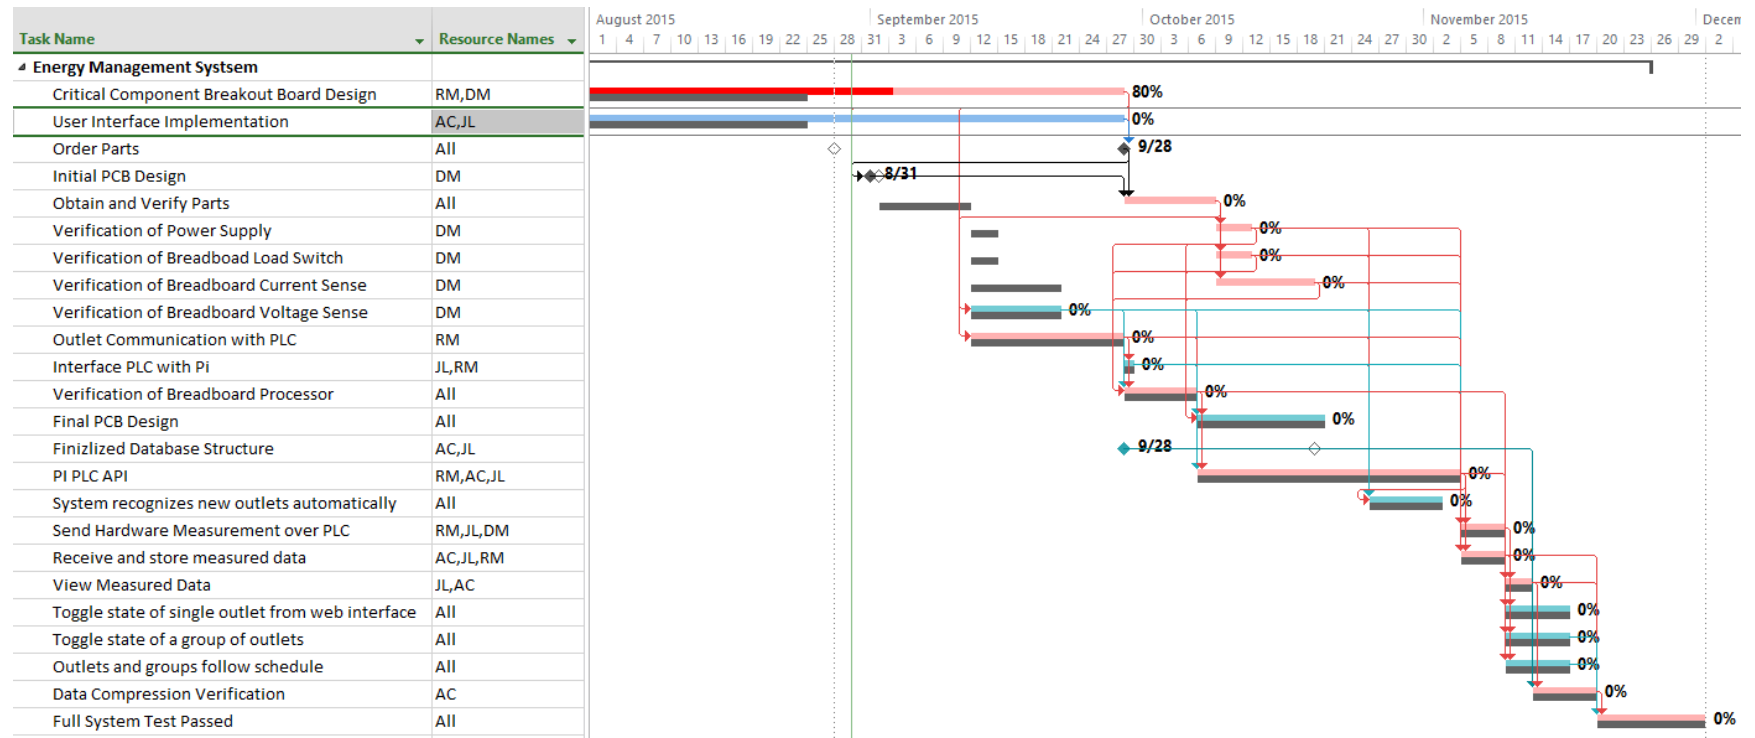 August 2015 September 2015 October 2015 November 2015 Decem
Task Name Resource Names 1 4 7 10 13 16 19 22 25 28 31 3 6 9 12 15 18 21 24 27 30 3 6 9 12 15 18 21 24 27 30 2 5 8 11 14 17 20 23 26 29 2
Energy Management Systsem
Critical Component Breakout Board Design RM,DM 80%
User Interface Implementation AC,JL 0%
Order Parts All 9/28
Initial PCB Design DM 8/31
Obtain and Verify Parts All 0%
Verification of Power Supply DM 0%
Verification of Breadboad Load Switch DM 0%
Verification of Breadboard Current Sense DM 0%
Verification of Breadboard Voltage Sense DM 0%
Outlet Communication with PLC RM 0%
Interface PLC with Pi JL,RM 0%
Verification of Breadboard Processor All 0%
Final PCB Design All 0%
Finizlized Database Structure AC,JL 9/28
PI PLC API RM,AC,JL 0%
System recognizes new outlets automatically All 0%
Send Hardware Measurement over PLC RM,JL,DM 0%
Receive and store measured data AC,JL,RM 0%
View Measured Data JL,AC 0%
Toggle state of single outlet from web interface All 0%
Toggle state of a group of outlets All 0%
Outlets and groups follow schedule All 0%
Data Compression Verification AC 0%
Full System Test Passed All 0%